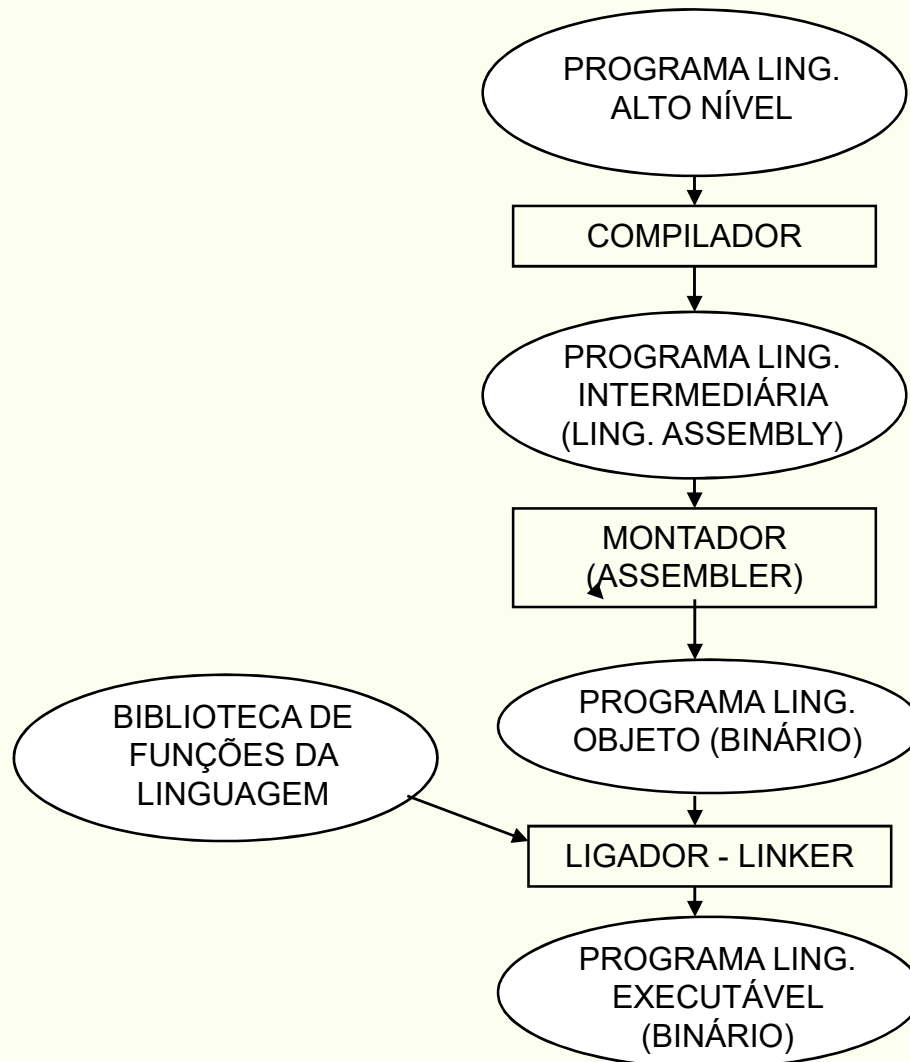 PROGRAMA LING.
ALTO NÍVEL
COMPILADOR
PROGRAMA LING.
INTERMEDIÁRIA
(LING. ASSEMBLY)
MONTADOR
(ASSEMBLER)
PROGRAMA LING.
OBJETO (BINÁRIO)
BIBLIOTECA DE
FUNÇÕES DA
LINGUAGEM
LIGADOR - LINKER
PROGRAMA LING.
EXECUTÁVEL
(BINÁRIO)